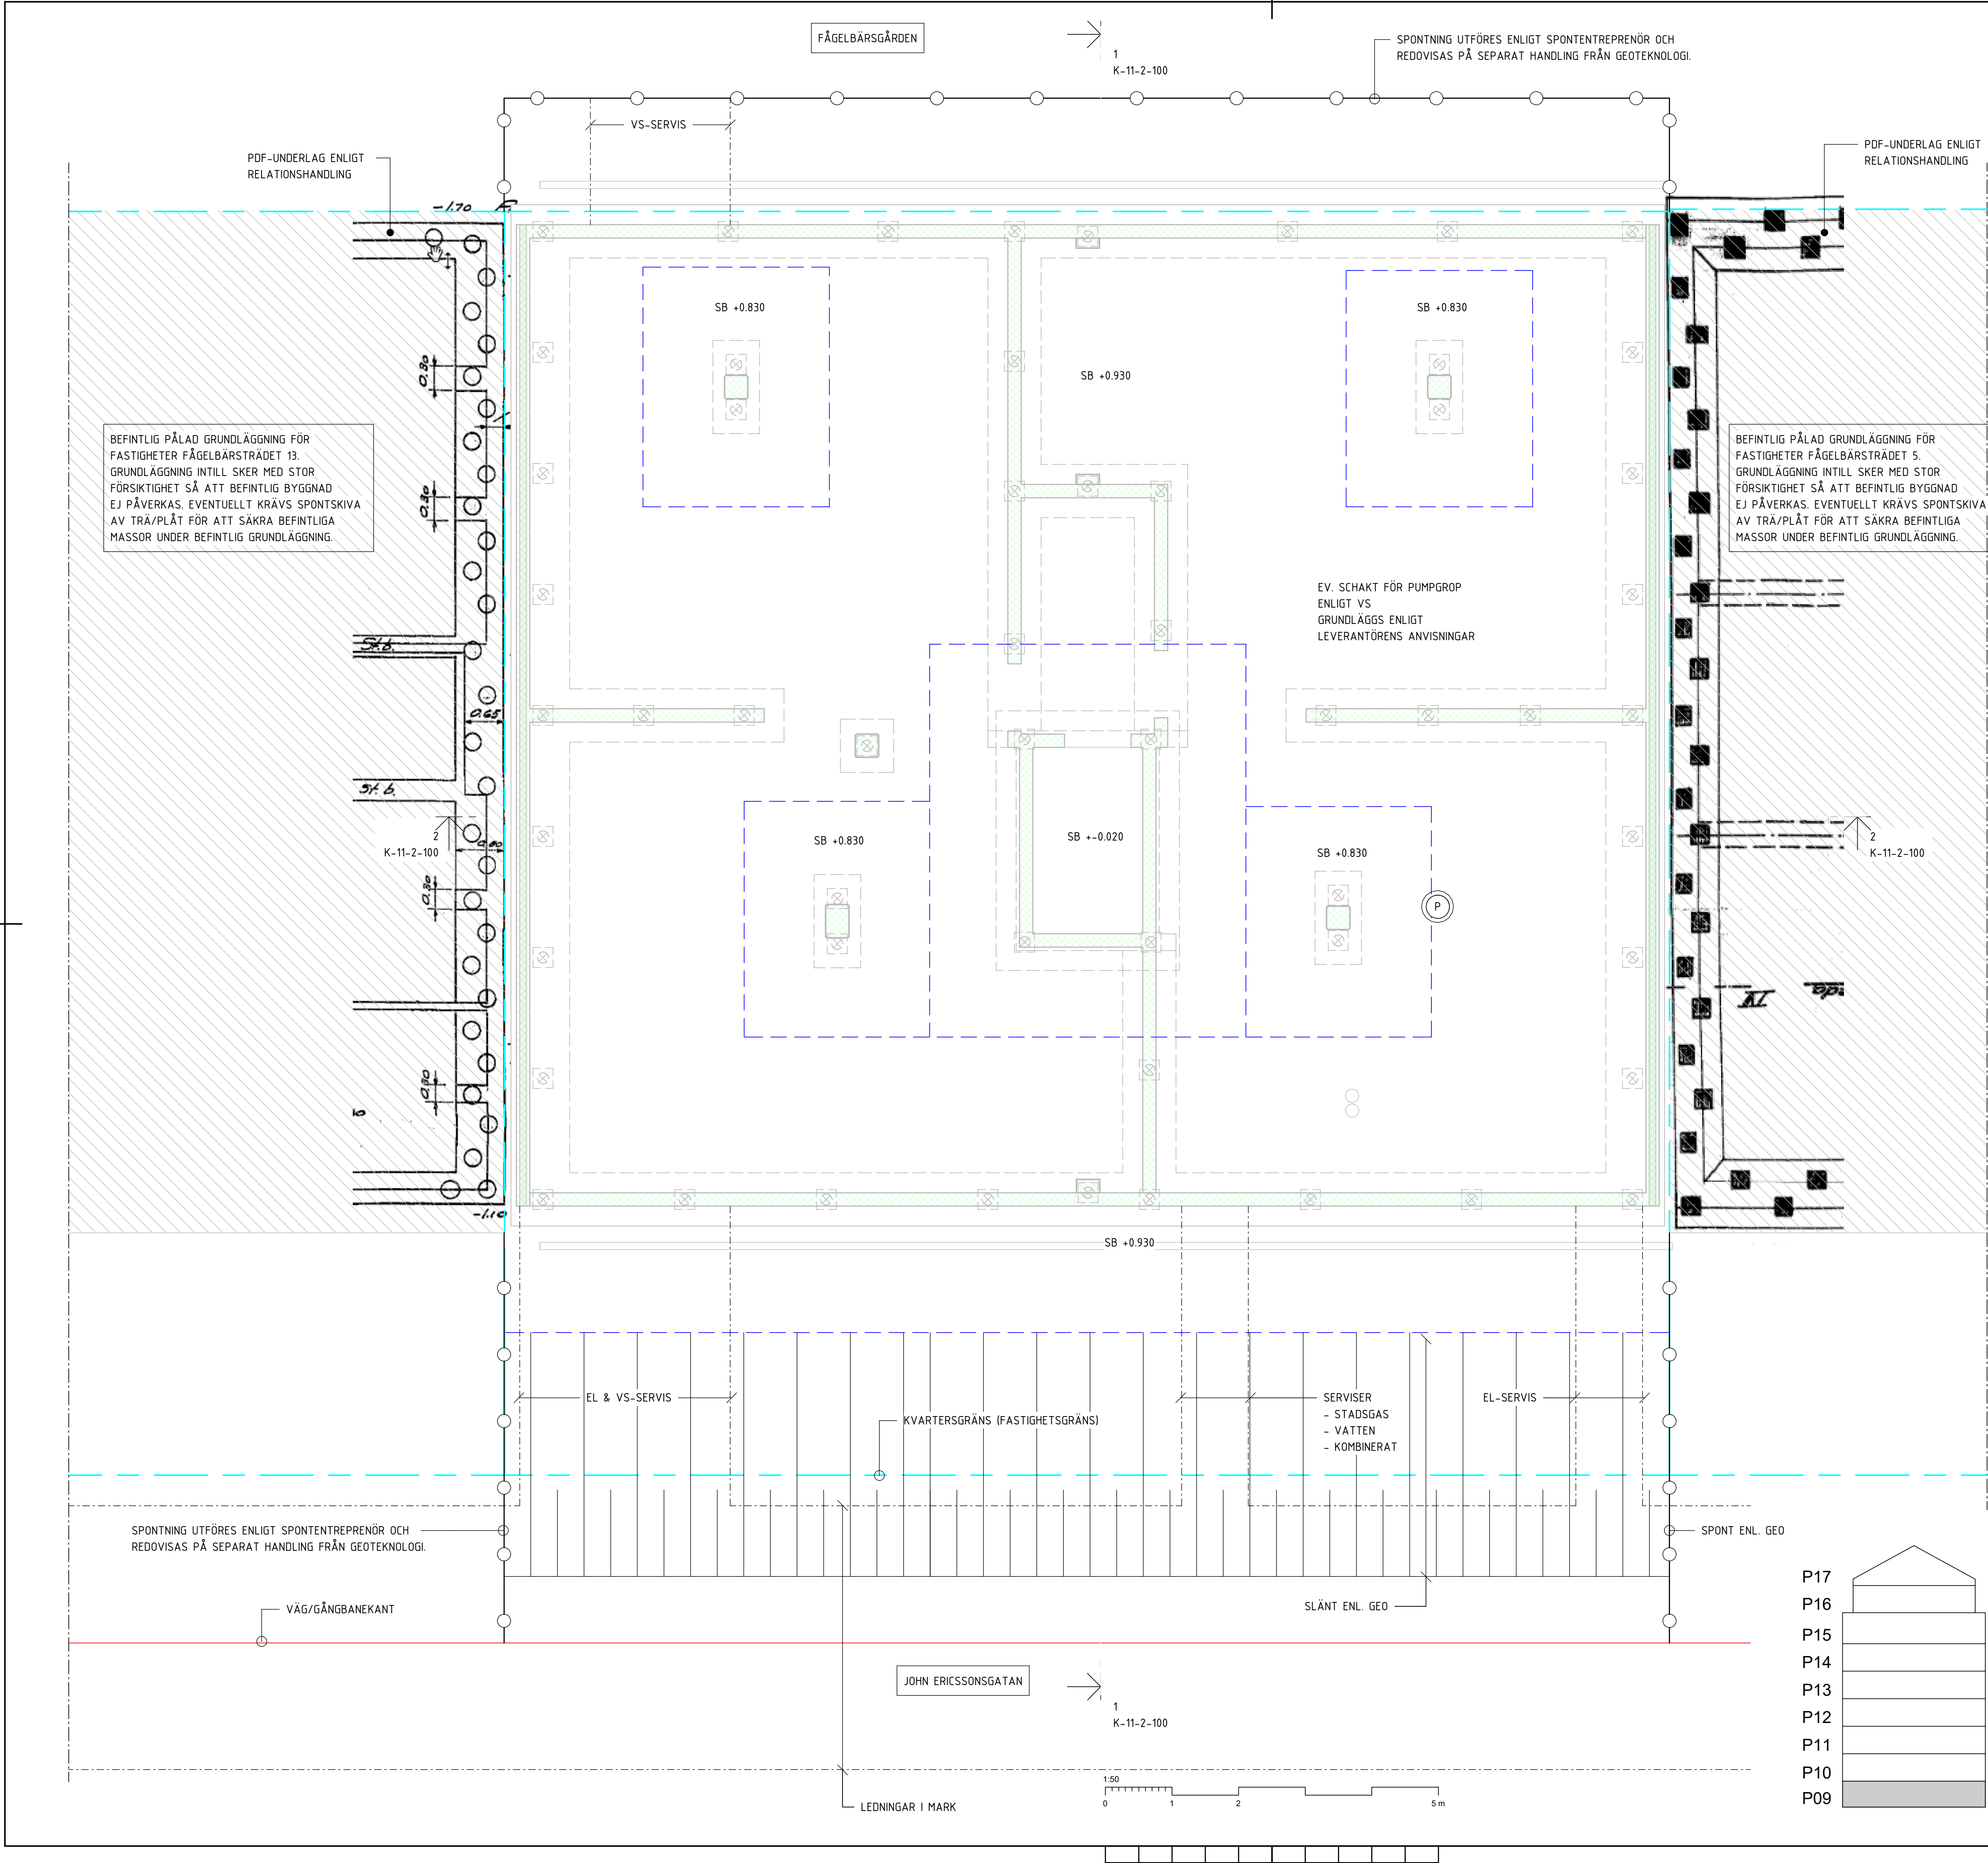 FÅGELBÄRSGÅRDEN
1
K-11-2-100
SPONTNING UTFÖRES ENLIGT SPONTENTREPRENÖR OCH
REDOVISAS PÅ SEPARAT HANDLING FRÅN GEOTEKNOLOGI.
VS-SERVIS
PDF-UNDERLAG ENLIGT
RELATIONSHANDLING
PDF-UNDERLAG ENLIGT
RELATIONSHANDLING
-1.70
SB +0.830
SB +0.830
SB +0.930
0.30
BEFINTLIG PÅLAD GRUNDLÄGGNING FÖR
FASTIGHETER FÅGELBÄRSTRÄDET 13.
GRUNDLÄGGNING INTILL SKER MED STOR
FÖRSIKTIGHET SÅ ATT BEFINTLIG BYGGNAD
EJ PÅVERKAS. EVENTUELLT KRÄVS SPONTSKIVA
AV TRÄ/PLÅT FÖR ATT SÄKRA BEFINTLIGA
MASSOR UNDER BEFINTLIG GRUNDLÄGGNING.
0.30
BEFINTLIG PÅLAD GRUNDLÄGGNING FÖR
FASTIGHETER FÅGELBÄRSTRÄDET 5.
GRUNDLÄGGNING INTILL SKER MED STOR
FÖRSIKTIGHET SÅ ATT BEFINTLIG BYGGNAD
EJ PÅVERKAS. EVENTUELLT KRÄVS SPONTSKIVA
AV TRÄ/PLÅT FÖR ATT SÄKRA BEFINTLIGA
MASSOR UNDER BEFINTLIG GRUNDLÄGGNING.
EV. SCHAKT FÖR PUMPGROP
ENLIGT VS
GRUNDLÄGGS ENLIGT
LEVERANTÖRENS ANVISNINGAR
St.b.
0.65
St.b.
2
K-11-2-100
SB +0.830
SB +-0.020
SB +0.830
2
K-11-2-100
0.30
P
IV
0.30
-1.10
SB +0.930
EL & VS-SERVIS
SERVISER
- STADSGAS
- VATTEN
- KOMBINERAT
EL-SERVIS
KVARTERSGRÄNS (FASTIGHETSGRÄNS)
SPONTNING UTFÖRES ENLIGT SPONTENTREPRENÖR OCH
REDOVISAS PÅ SEPARAT HANDLING FRÅN GEOTEKNOLOGI.
SPONT ENL. GEO
VÄG/GÅNGBANEKANT
SLÄNT ENL. GEO
JOHN ERICSSONSGATAN
1
K-11-2-100
LEDNINGAR I MARK
1:50
0 1 2 5 m
P17
P16
P15
P14
P13
P12
P11
P10
P09